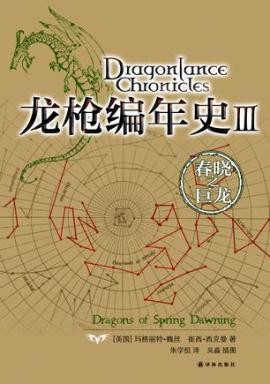 Dragonlance
Chronicles
龙枪编年史III
春晓
之
巨龙
Dragons of Spring Dawning
[美国] 玛格丽特·魏丝 崔西·西克曼 著
朱学恒 译 吴淼 插图
译林出版社